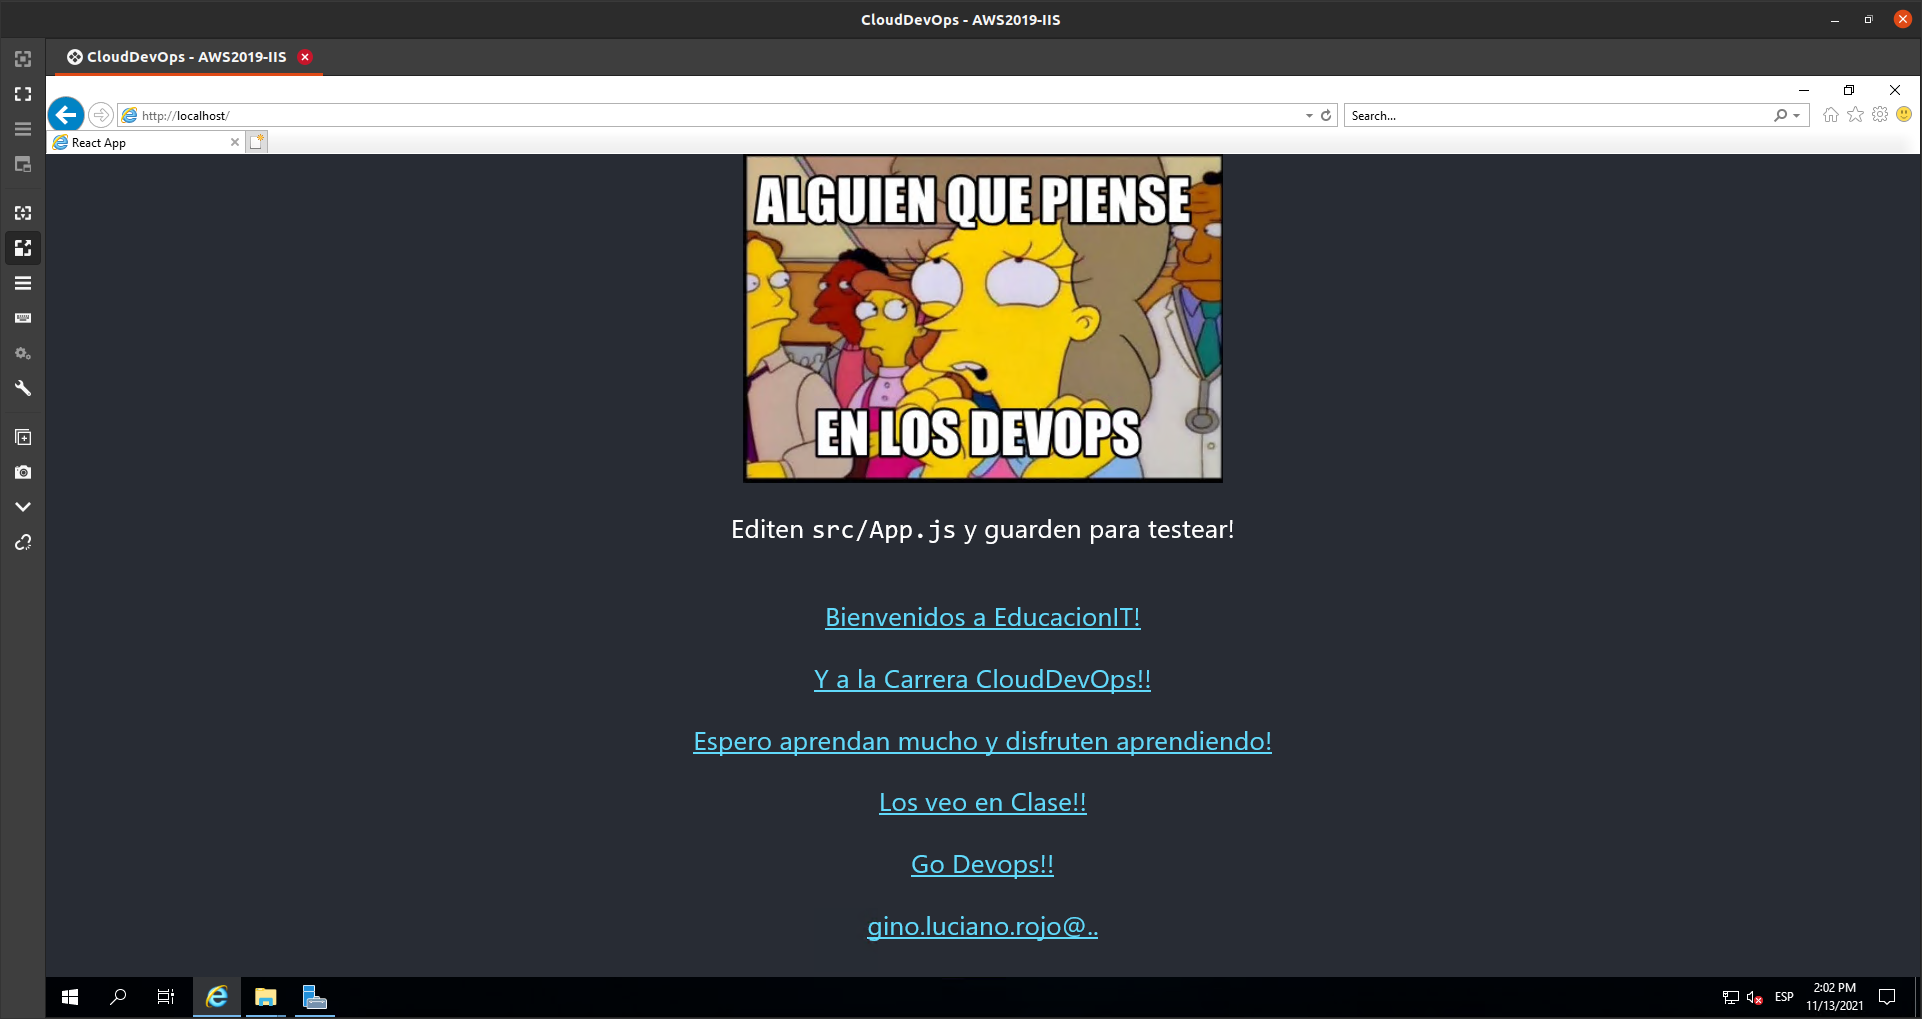 CloudDevOps - AWS2019-IIS
CloudDevOps - AWS2019-IIS
http://localhost/
Search...
React App
ALGUIEN QUE PIENSE
EN LOS DEVOPS
Editen src/App.js y guarden para testear!
Bienvenidos a EducacionIT!
Y a la Carrera CloudDevOps!!
Espero aprendan mucho y disfruten aprendiendo!
Los veo en Clase!!
Go Devops!!
gino.luciano.rojo@..
ESP
2:02 PM
11/13/2021